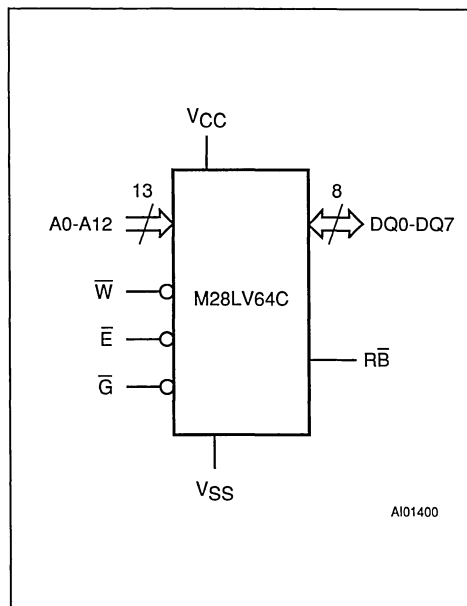 VCC
13
8
A0-A12
DQ0-DQ7
W̅
M28LV64C
E̅
RB̅
G̅
VSS
AI01400